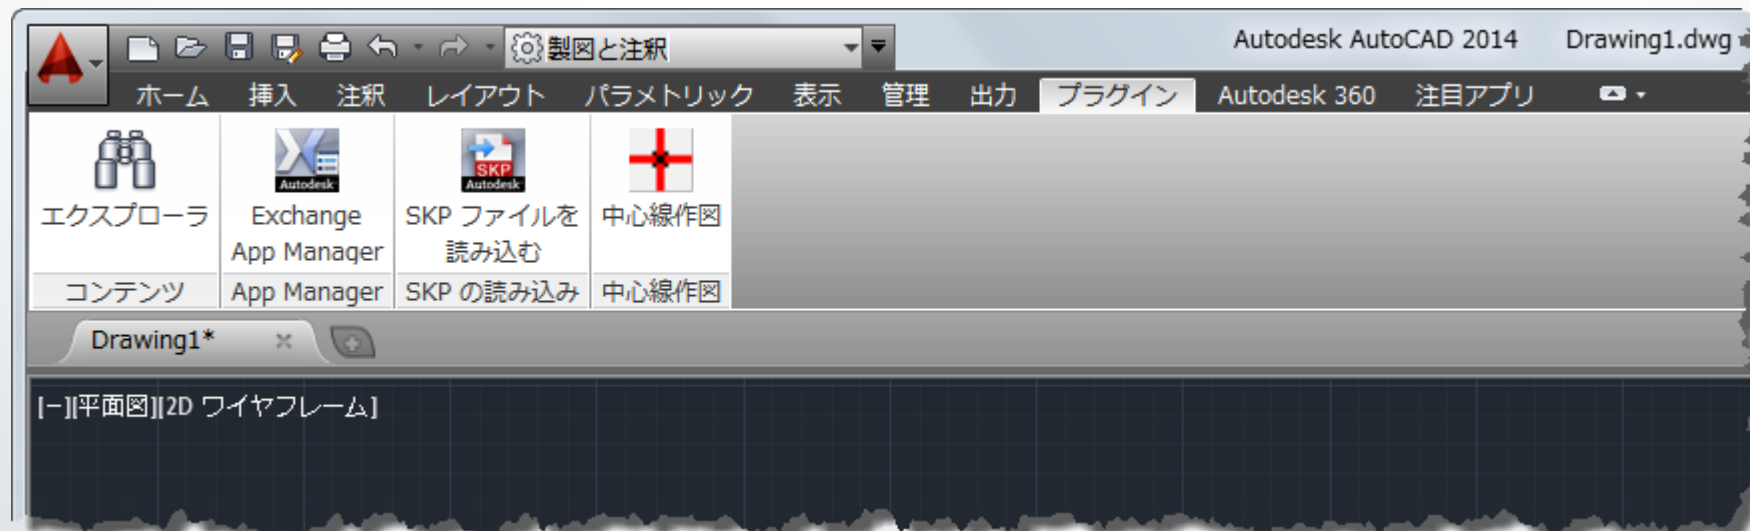 製図と注釈 Autodesk AutoCAD 2014 Drawing1.dwg
ホーム 挿入 注釈 レイアウト パラメトリック 表示 管理 出力 プラグイン Autodesk 360 注目アプリ
Autodesk SKP Autodesk
エクスプローラ Exchange SKP ファイルを 中心線作図
App Manager 読み込む
コンテンツ App Manager SKP の読み込み 中心線作図
Drawing1*
[-][平面図][2D ワイヤフレーム]